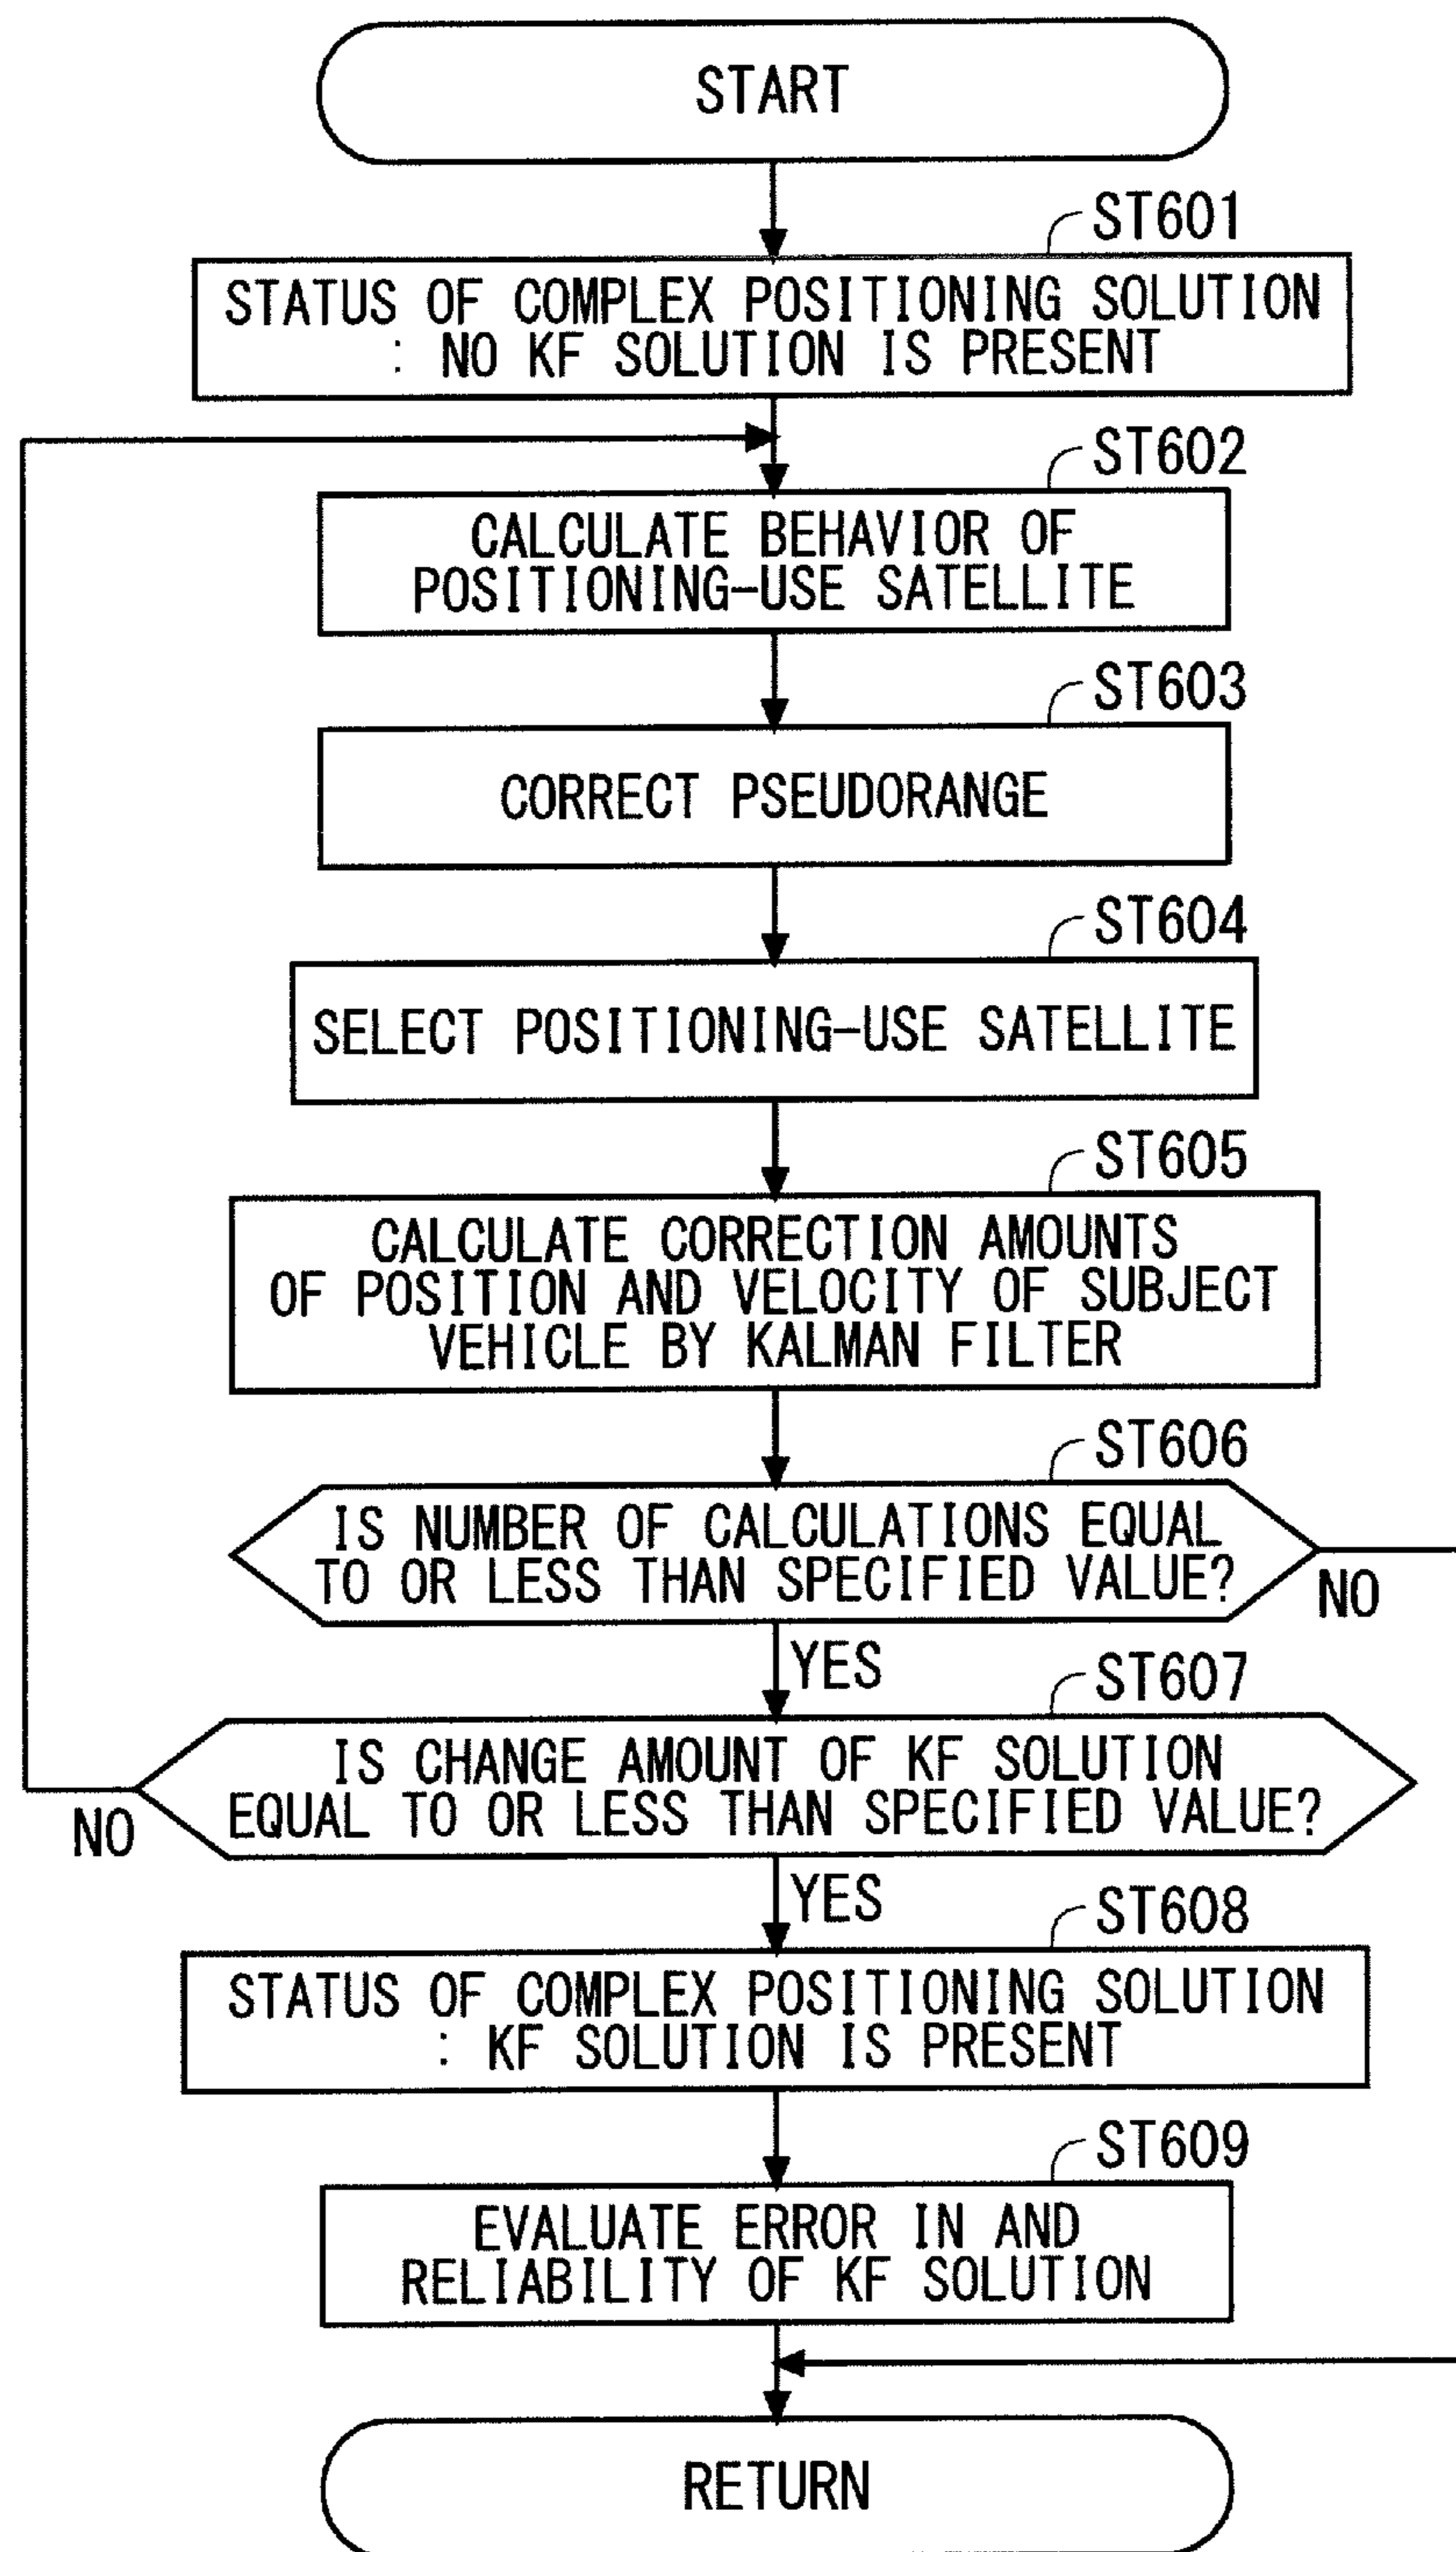 START
ST601
STATUS OF COMPLEX POSITIONING SOLUTION
: NO KF SOLUTION IS PRESENT
ST602
CALCULATE BEHAVIOR OF
POSITIONING-USE SATELLITE
ST603
CORRECT PSEUDORANGE
ST604
SELECT POSITIONING-USE SATELLITE
ST605
CALCULATE CORRECTION AMOUNTS
OF POSITION AND VELOCITY OF SUBJECT
VEHICLE BY KALMAN FILTER
ST606
IS NUMBER OF CALCULATIONS EQUAL
TO OR LESS THAN SPECIFIED VALUE?
NO
YES
ST607
IS CHANGE AMOUNT OF KF SOLUTION
EQUAL TO OR LESS THAN SPECIFIED VALUE?
NO
YES
ST608
STATUS OF COMPLEX POSITIONING SOLUTION
: KF SOLUTION IS PRESENT
ST609
EVALUATE ERROR IN AND
RELIABILITY OF KF SOLUTION
RETURN